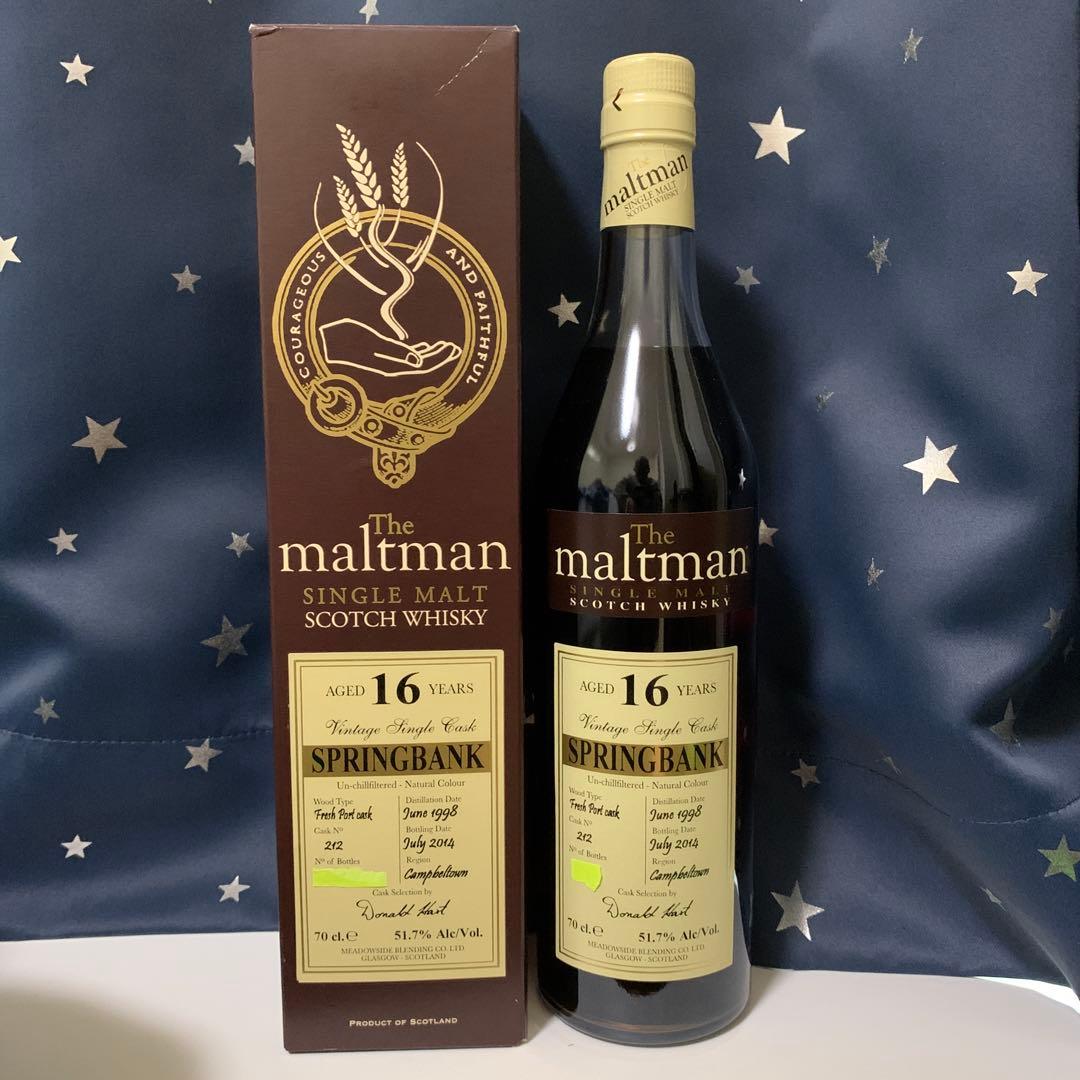 COURAGEOUS AND FAITHFUL
The
maltman
SINGLE MALT
SCOTCH WHISKY
AGED 16 YEARS
Vintage Single Cask
SPRINGBANK
Un-chillfiltered - Natural Colour
Wood Type
Fresh Port cask
Cask Nº
212
Nº of Bottles
Distillation Date
June 1998
Bottling Date
July 2014
Region
Campbeltown
Cask Selection by
Donald Hart
70 cl.e 51.7% Alc/Vol.
MEADOWSIDE BLENDING CO. LTD.
GLASGOW - SCOTLAND
PRODUCT OF SCOTLAND
The
maltman
SINGLE MALT
SCOTCH WHISKY
The
maltman
SINGLE MALT
SCOTCH WHISKY
AGED 16 YEARS
Vintage Single Cask
SPRINGBANK
Un-chillfiltered - Natural Colour
Wood Type
Fresh Port cask
Cask Nº
212
Nº of Bottles
Distillation Date
June 1998
Bottling Date
July 2014
Region
Campbeltown
Cask Selection by
Donald Hart
70 cl.e 51.7% Alc/Vol.
MEADOWSIDE BLENDING CO. LTD.
GLASGOW - SCOTLAND